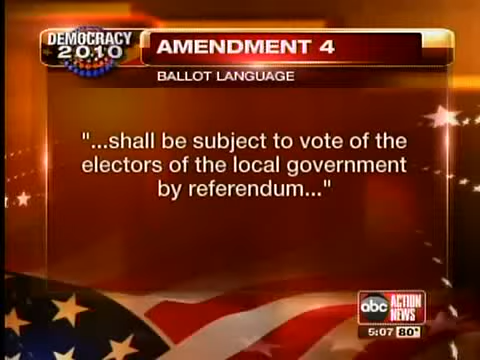 DEMOCRACY
2010
AMENDMENT 4
BALLOT LANGUAGE
"...shall be subject to vote of the
electors of the local government
by referendum..."
abc ACTION
NEWS
5:07 80°